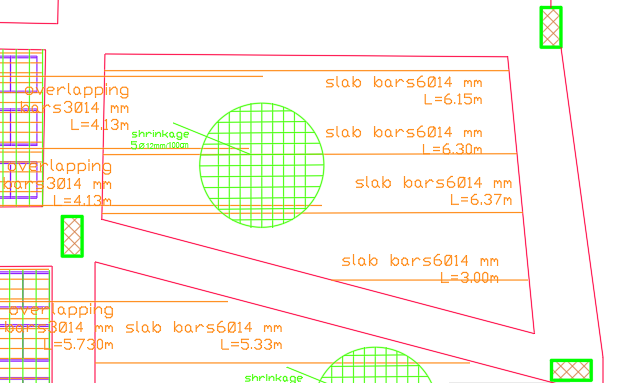 slab bars6Ø14 mm
L=6.15m
overlapping
bars3Ø14 mm
L=4.13m
shrinkage
5Ø12mm/100cm
slab bars6Ø14 mm
L=6.30m
overlapping
bars3Ø14 mm
L=4.13m
slab bars6Ø14 mm
L=6.37m
slab bars6Ø14 mm
L=3.00m
overlapping
bars3Ø14 mm
L=5.730m
slab bars6Ø14 mm
L=5.33m
shrinkage